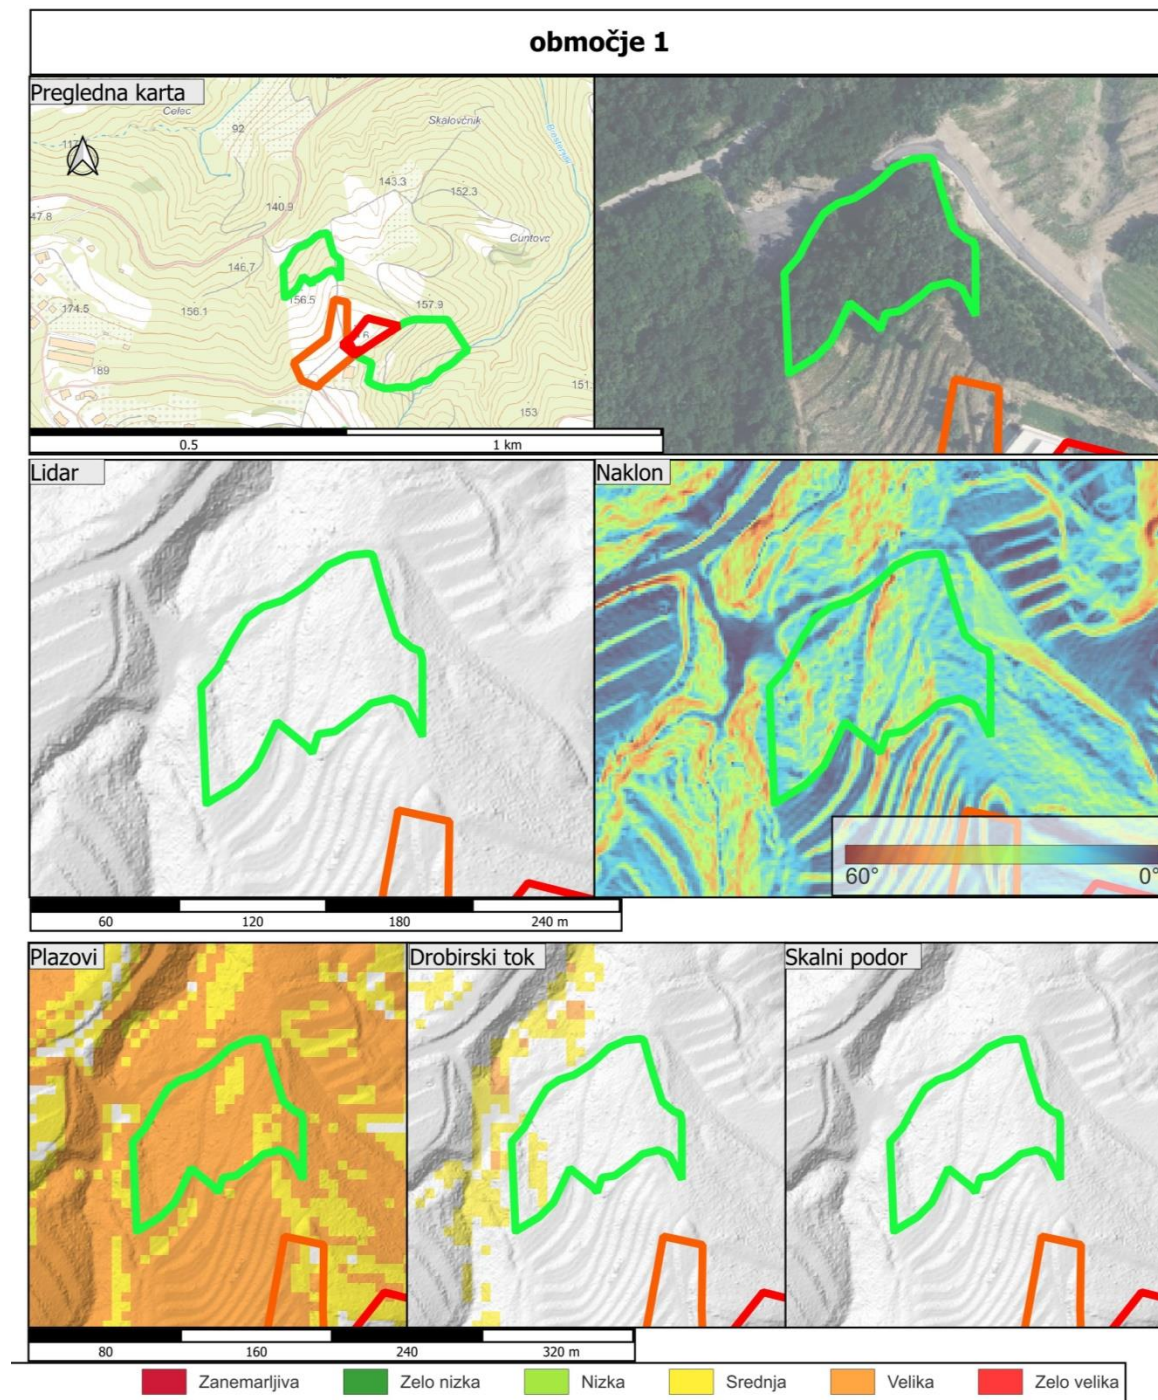 območje 1
Pregledna karta
Celec
92
Skalovčnik
143.3
152.3
140.9
47.8
Cuntovc
146.7
174.5
156.1
156.5
157.9
189
151.
153
0.5 1 km
Lidar
Naklon
60° 0°
60 120 180 240 m
Plazovi
Drobirski tok
Skalni podor
80 160 240 320 m
Zanemarljiva Zelo nizka Nizka Srednja Velika Zelo velika